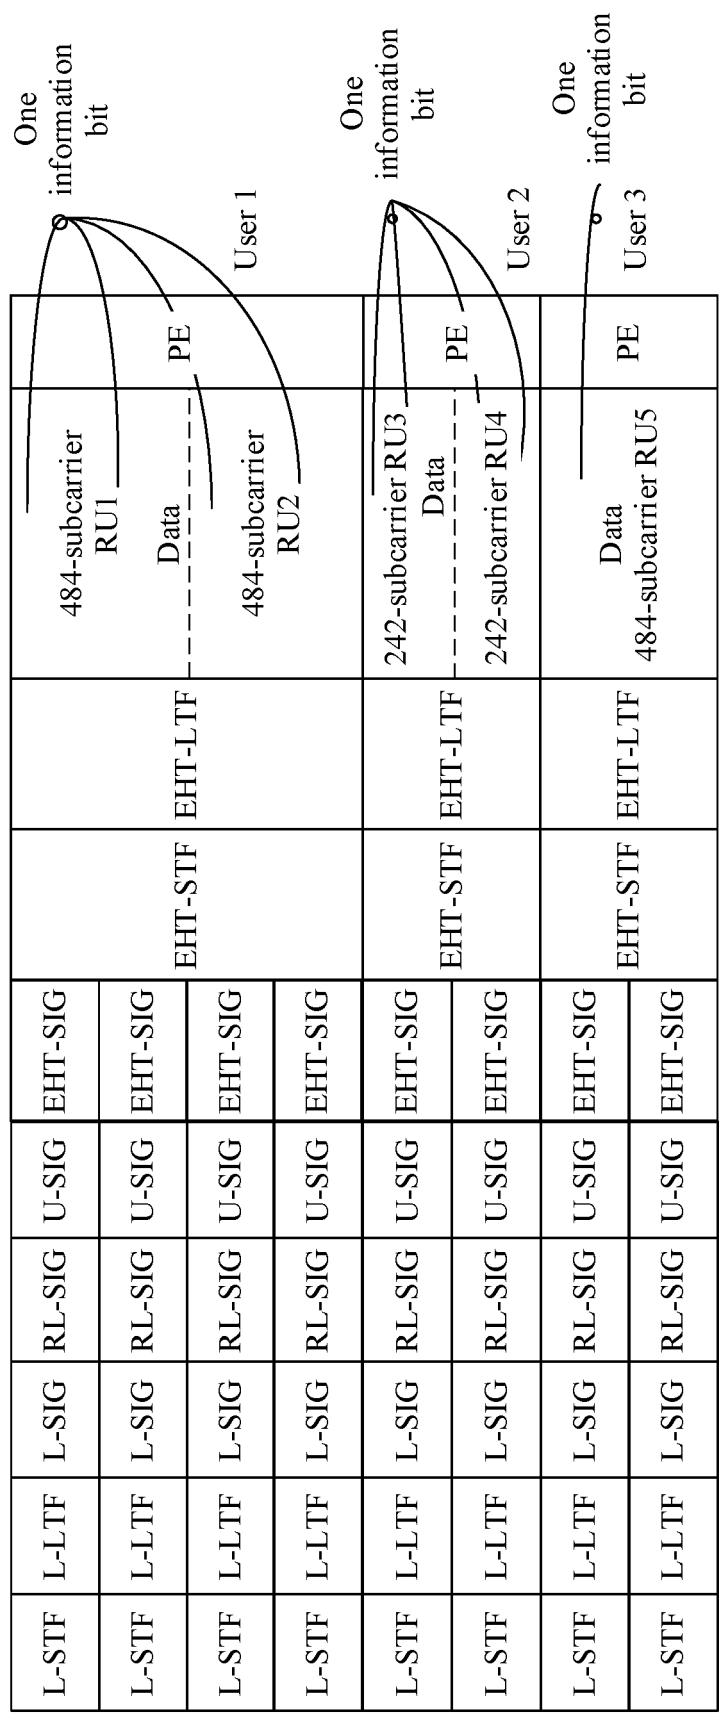 L-STF L-LTF L-SIG RL-SIG U-SIG EHT-SIG
L-STF L-LTF L-SIG RL-SIG U-SIG EHT-SIG
L-STF L-LTF L-SIG RL-SIG U-SIG EHT-SIG
L-STF L-LTF L-SIG RL-SIG U-SIG EHT-SIG
EHT-STF EHT-LTF
484-subcarrier
RU1
Data
484-subcarrier
RU2
PE
One
information
bit
User 1
L-STF L-LTF L-SIG RL-SIG U-SIG EHT-SIG
L-STF L-LTF L-SIG RL-SIG U-SIG EHT-SIG
EHT-STF EHT-LTF
242-subcarrier RU3
Data
242-subcarrier RU4
PE
One
information
bit
User 2
L-STF L-LTF L-SIG RL-SIG U-SIG EHT-SIG
L-STF L-LTF L-SIG RL-SIG U-SIG EHT-SIG
EHT-STF EHT-LTF
Data
484-subcarrier RU5
PE
One
information
bit
User 3